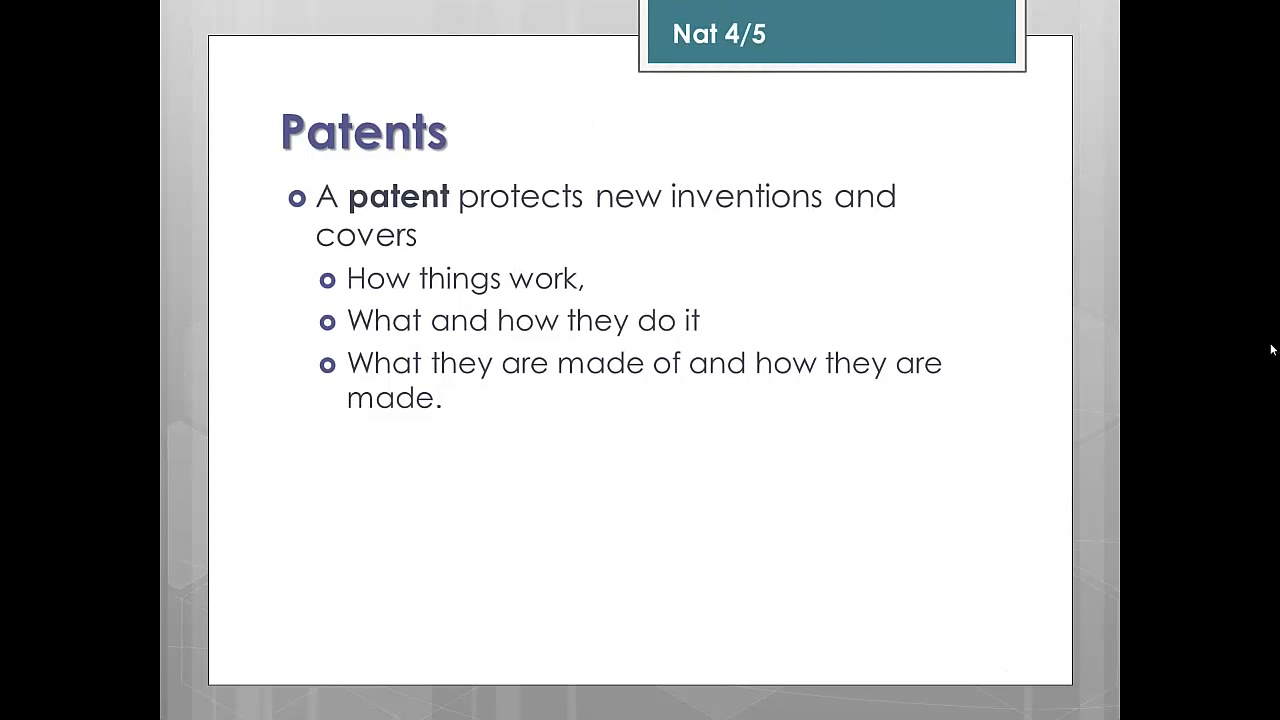 Nat 4/5
Patents
A patent protects new inventions and
covers
How things work,
What and how they do it
What they are made of and how they are
made.